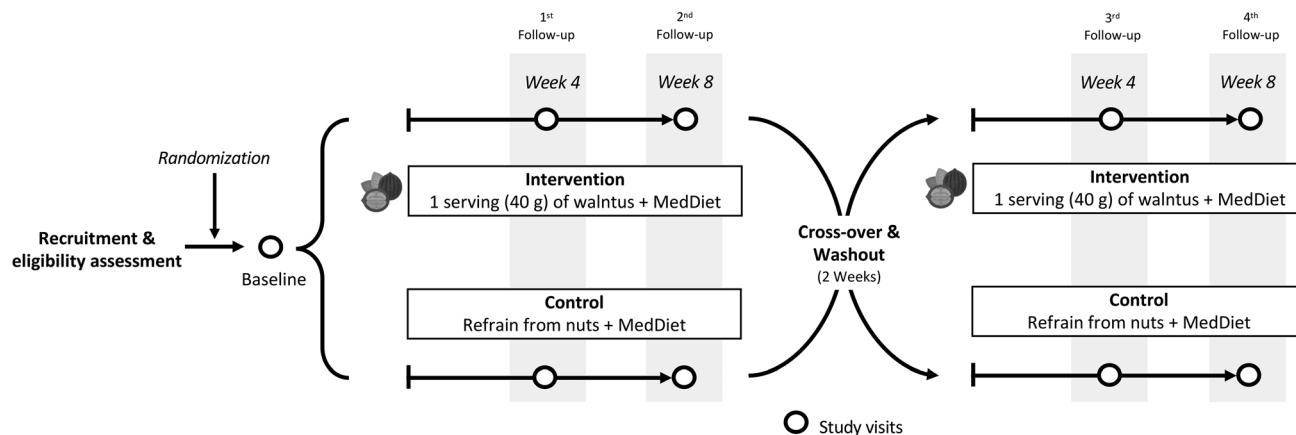 1st
Follow-up
2nd
Follow-up
3rd
Follow-up
4th
Follow-up
Week 4
Week 8
Week 4
Week 8
Randomization
Recruitment &
eligibility assessment
Baseline
Intervention
1 serving (40 g) of walntus + MedDiet
Control
Refrain from nuts + MedDiet
Cross-over &
Washout
(2 Weeks)
Intervention
1 serving (40 g) of walntus + MedDiet
Control
Refrain from nuts + MedDiet
Study visits